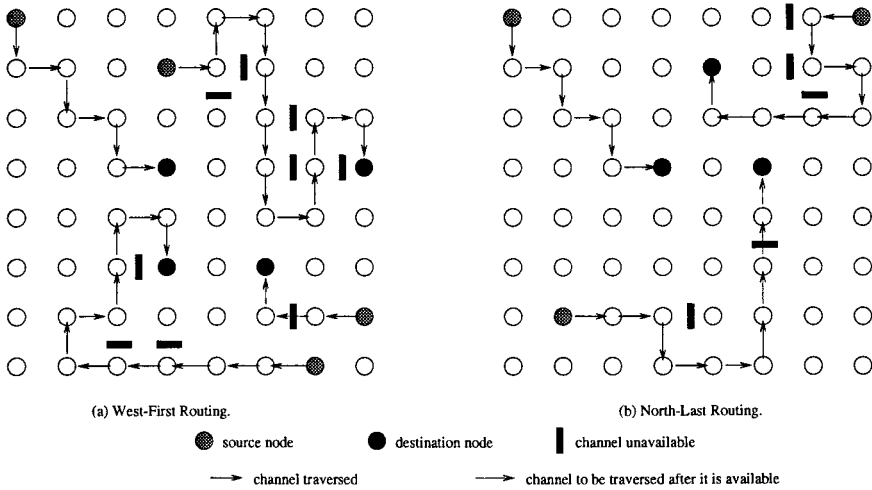 (a) West-First Routing.
(b) North-Last Routing.
source node
destination node
channel unavailable
channel traversed
channel to be traversed after it is available